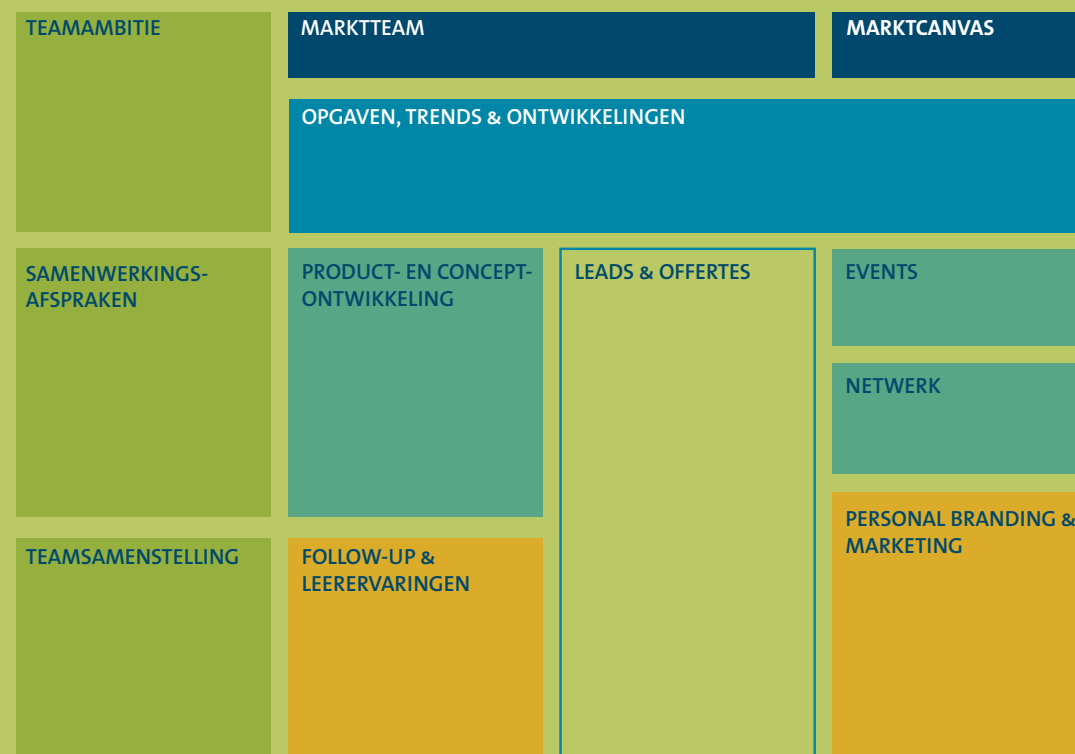 TEAMAMBITIE
MARKTTEAM
MARKTCANVAS
OPGAVEN, TRENDS & ONTWIKKELINGEN
SAMENWERKINGS-
AFSPRAKEN
PRODUCT- EN CONCEPT-
ONTWIKKELING
LEADS & OFFERTES
EVENTS
NETWERK
PERSONAL BRANDING &
MARKETING
TEAMSAMENSTELLING
FOLLOW-UP &
LEERERVARINGEN